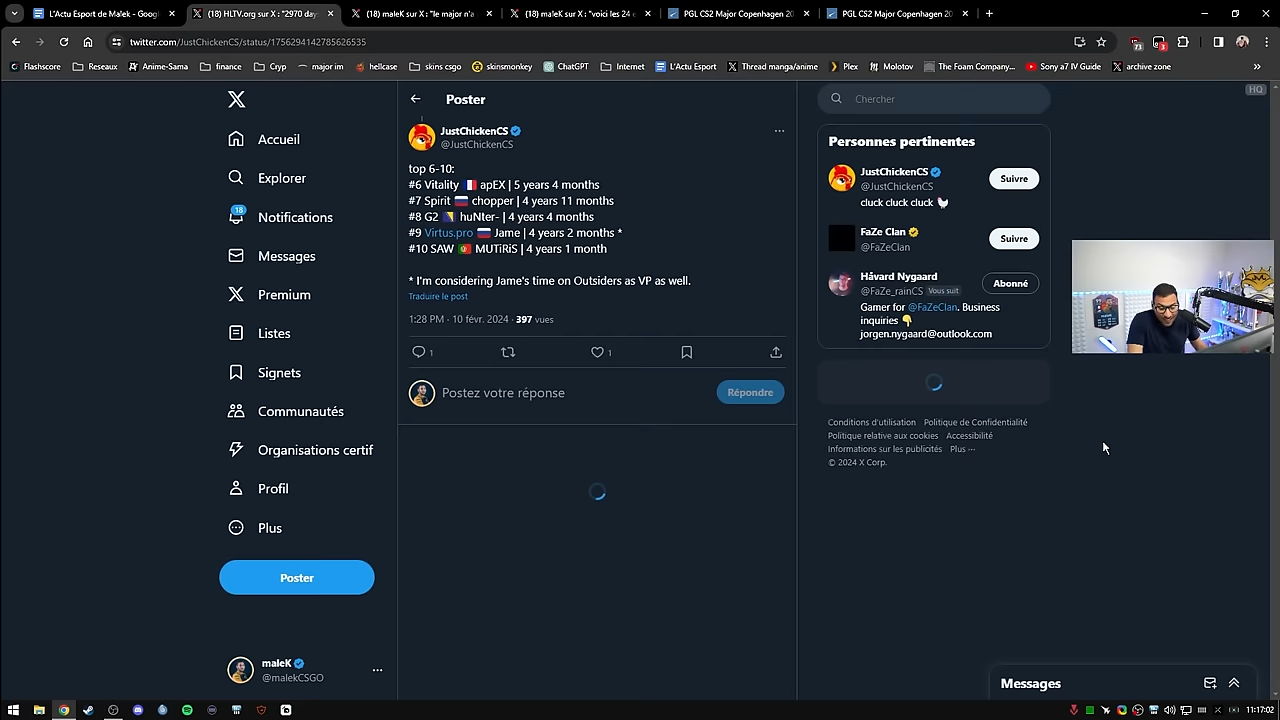 L'Actu Esport de Malek - Googl
(18) HLTV.org sur X : "2970 day
(18) maleK sur X : "le major n'a
(18) maleK sur X : "voici les 24 e
PGL CS2 Major Copenhagen 20
PGL CS2 Major Copenhagen 20
twitter.com/JustChickenCS/status/1756294142785626535
73
3
Flashscore
Reseaux
Anime-Sama
finance
Cryp
major im
hellcase
skins csgo
skinsmonkey
ChatGPT
Internet
L'Actu Esport
Thread manga/anime
Plex
Molotov
The Foam Company...
Sony a7 IV Guide
archive zone
HQ
Accueil
Explorer
18
Notifications
Messages
Premium
Listes
Signets
Communautés
Organisations certif
Profil
Plus
Poster
maleK
@malekCSGO
Poster
JustChickenCS
@JustChickenCS
top 6-10:
#6 Vitality 🇫🇷 apEX | 5 years 4 months
#7 Spirit 🇷🇺 chopper | 4 years 11 months
#8 G2 🇧🇦 huNter- | 4 years 4 months
#9 Virtus.pro 🇷🇺 Jame | 4 years 2 months *
#10 SAW 🇵🇹 MUTiRiS | 4 years 1 month
* I'm considering Jame's time on Outsiders as VP as well.
Traduire le post
1:28 PM · 10 févr. 2024 · 397 vues
1
1
Postez votre réponse
Répondre
Chercher
Personnes pertinentes
JustChickenCS
@JustChickenCS
Suivre
cluck cluck cluck 🐓
FaZe Clan
@FaZeClan
Suivre
Håvard Nygaard
@FaZe_rainCS Vous suit
Abonné
Gamer for @FaZeClan. Business
inquiries 👇
jorgen.nygaard@outlook.com
Conditions d'utilisation Politique de Confidentialité
Politique relative aux cookies Accessibilité
Informations sur les publicités Plus ···
© 2024 X Corp.
Messages
11:17:02